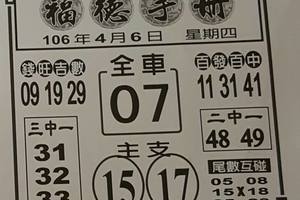 福德手冊
106年4月6日 星期四
錢旺吉數
09 19 29
全車
07
百發百中
11 31 41
三中一
31
32
33
主支
15 17
二中一
48 49
尾數互碰
05 08
15 X 18